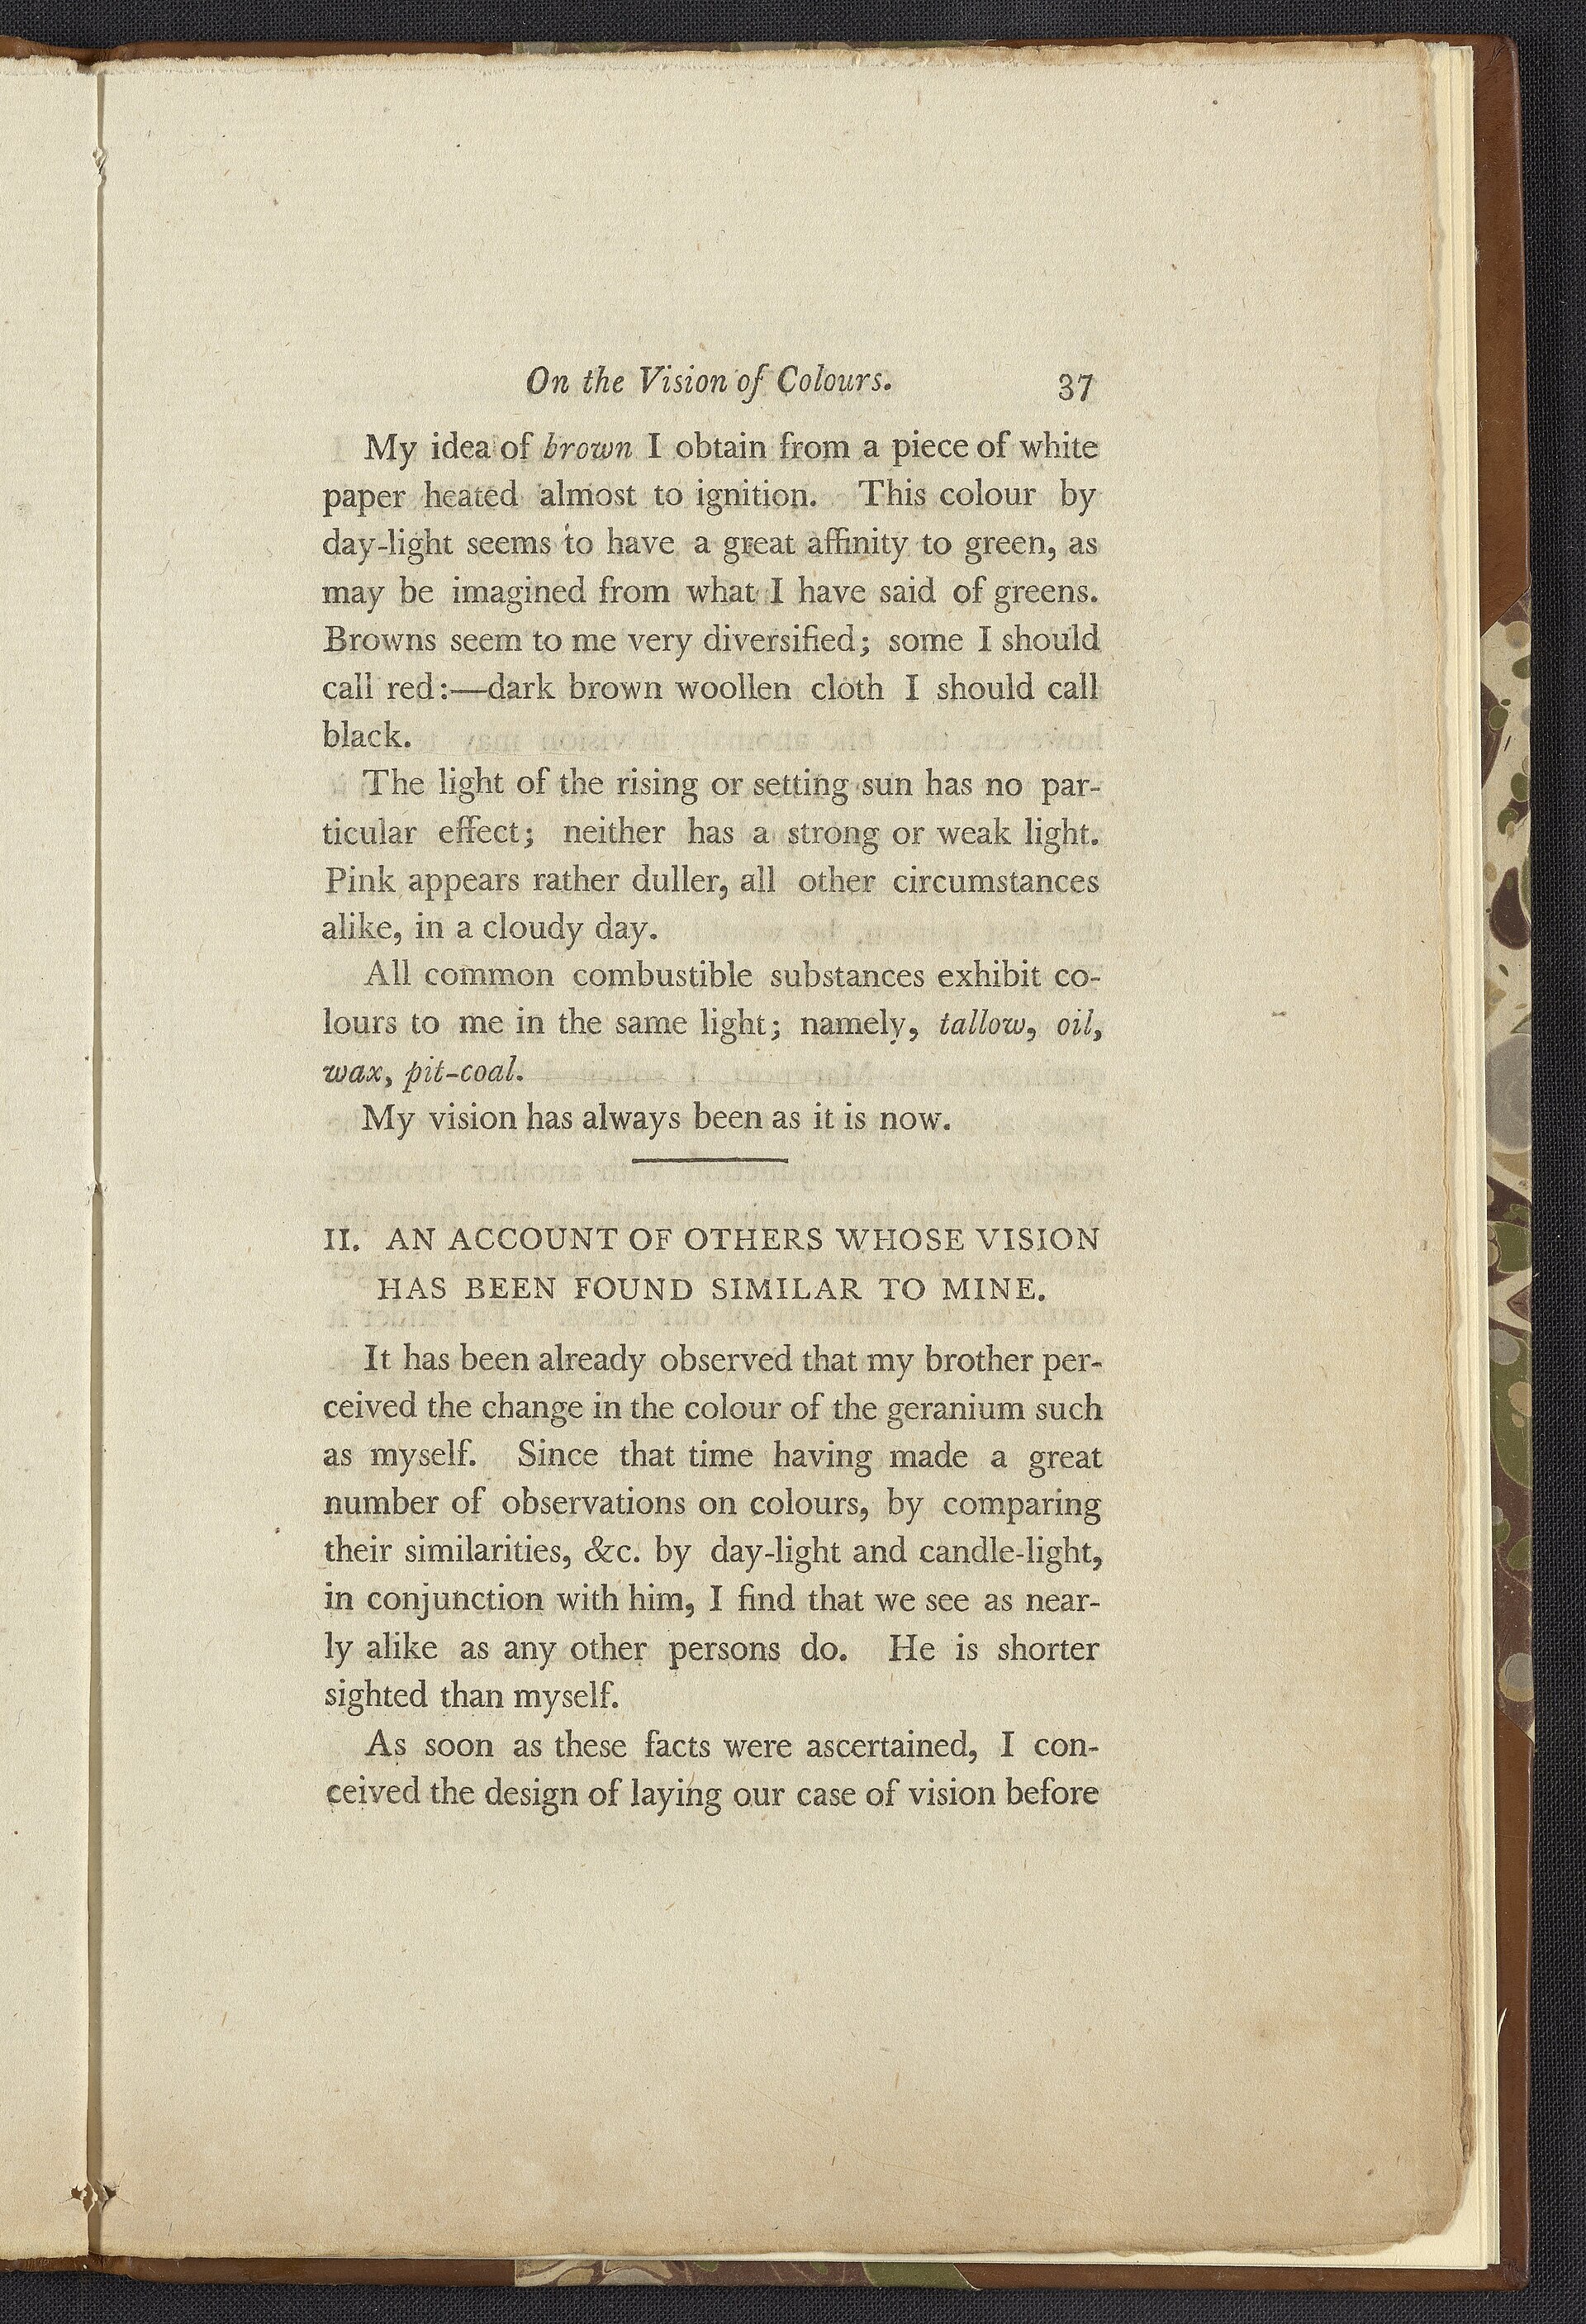 On the Vision of Colours. 37
My idea of brown I obtain from a piece of white
paper heated almost to ignition. This colour by
day-light seems to have a great affinity to green, as
may be imagined from what I have said of greens.
Browns seem to me very diversified; some I should
call red:—dark brown woollen cloth I should call
black.
The light of the rising or setting sun has no par-
ticular effect; neither has a strong or weak light.
Pink appears rather duller, all other circumstances
alike, in a cloudy day.
All common combustible substances exhibit co-
lours to me in the same light; namely, tallow, oil,
wax, pit-coal.
My vision has always been as it is now.
II. AN ACCOUNT OF OTHERS WHOSE VISION
HAS BEEN FOUND SIMILAR TO MINE.
It has been already observed that my brother per-
ceived the change in the colour of the geranium such
as myself. Since that time having made a great
number of observations on colours, by comparing
their similarities, &c. by day-light and candle-light,
in conjunction with him, I find that we see as near-
ly alike as any other persons do. He is shorter
sighted than myself.
As soon as these facts were ascertained, I con-
ceived the design of laying our case of vision before